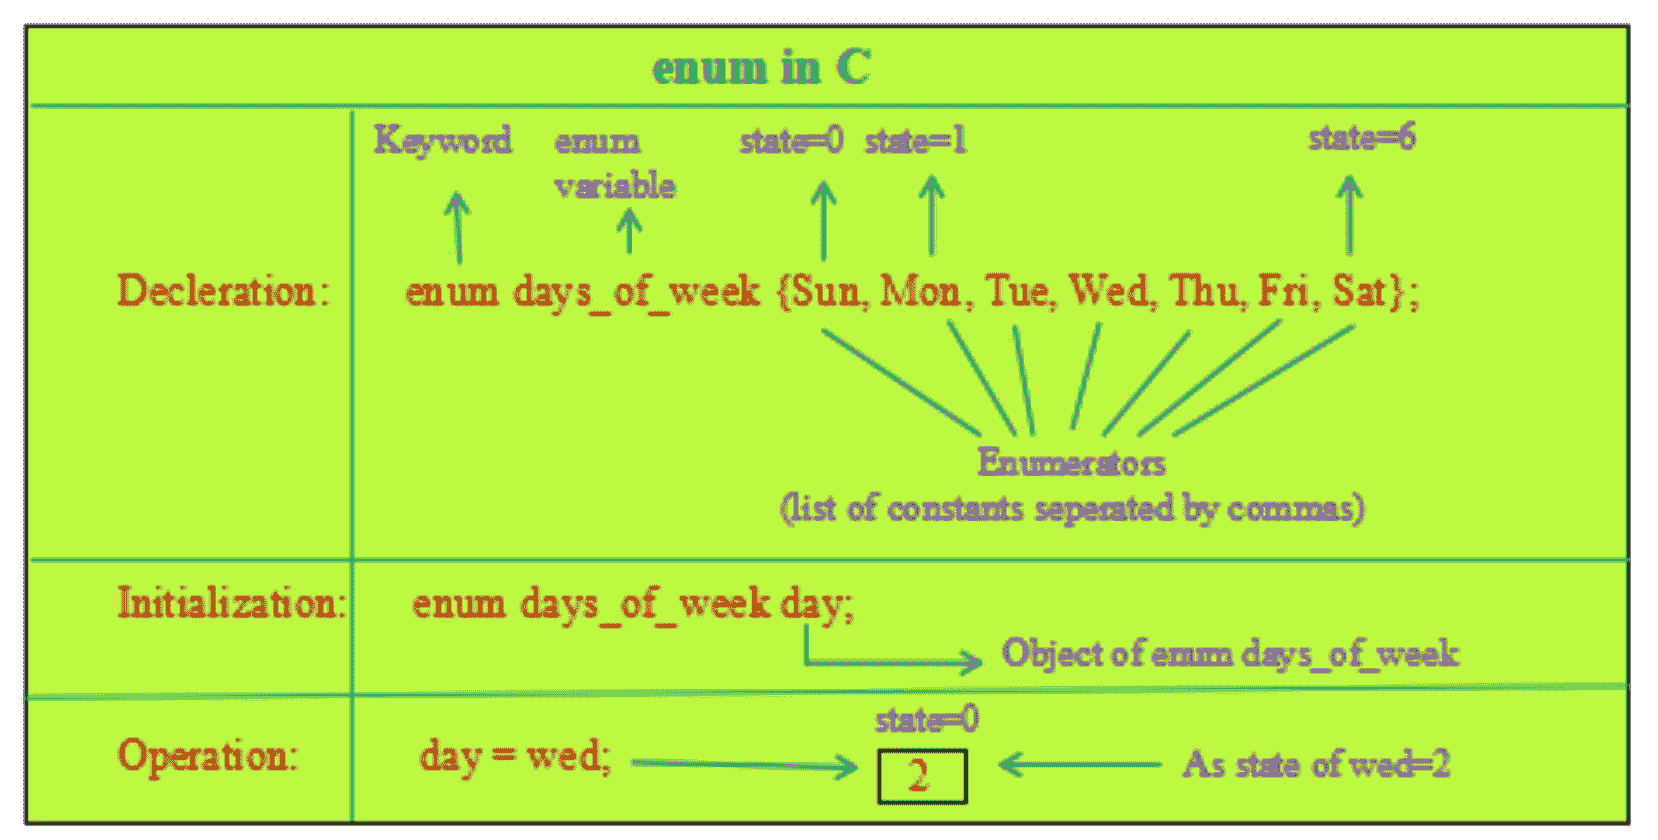 enum in C
Keyword enum state=0 state=1 state=6
variable
Decleration: enum days_of_week {Sun, Mon, Tue, Wed, Thu, Fri, Sat};
Enumerators
(list of constants seperated by commas)
Initialization: enum days_of_week day;
Object of enum days_of_week
state=0
Operation: day = wed; 2 As state of wed=2